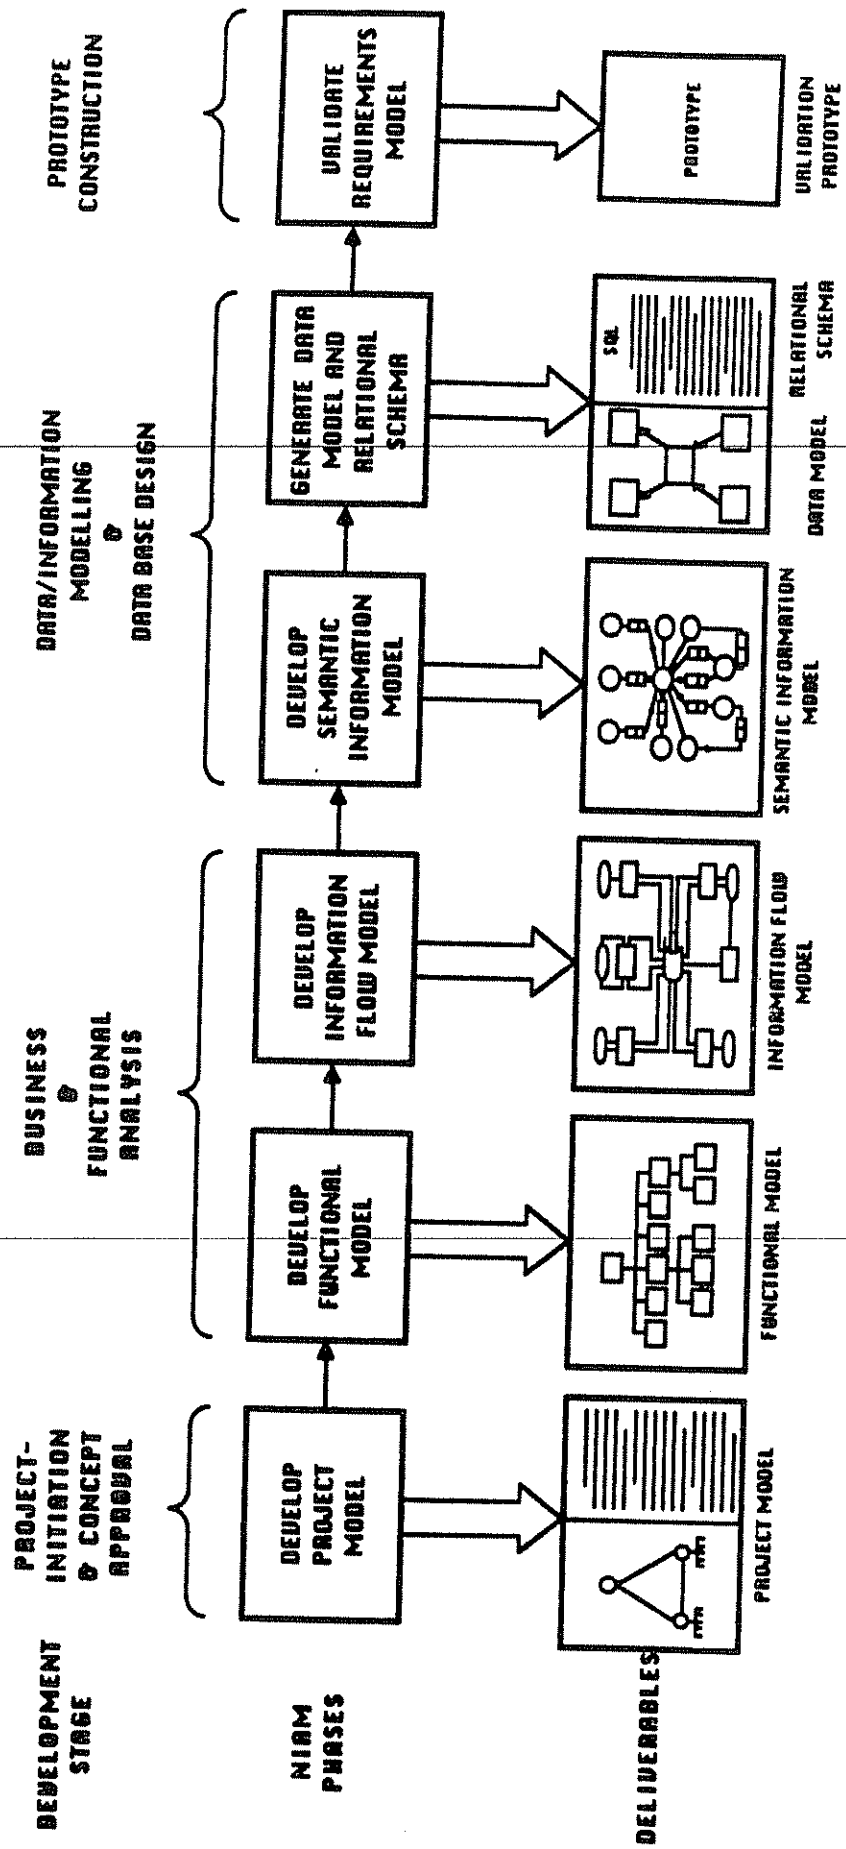 DEVELOPMENT
STAGE
PROJECT-
INITIATION
& CONCEPT
APPROVAL
BUSINESS
&
FUNCTIONAL
ANALYSIS
DATA/INFORMATION
MODELLING
&
DATA BASE DESIGN
PROTOTYPE
CONSTRUCTION
NIAM
PHASES
DEVELOP
PROJECT
MODEL
DEVELOP
FUNCTIONAL
MODEL
DEVELOP
INFORMATION
FLOW MODEL
DEVELOP
SEMANTIC
INFORMATION
MODEL
GENERATE DATA
MODEL AND
RELATIONAL
SCHEMA
VALIDATE
REQUIREMENTS
MODEL
DELIVERABLES
PROJECT MODEL
FUNCTIONAL MODEL
INFORMATION FLOW
MODEL
SEMANTIC INFORMATION
MODEL
SQL
DATA MODEL
RELATIONAL
SCHEMA
PROTOTYPE
VALIDATION
PROTOTYPE